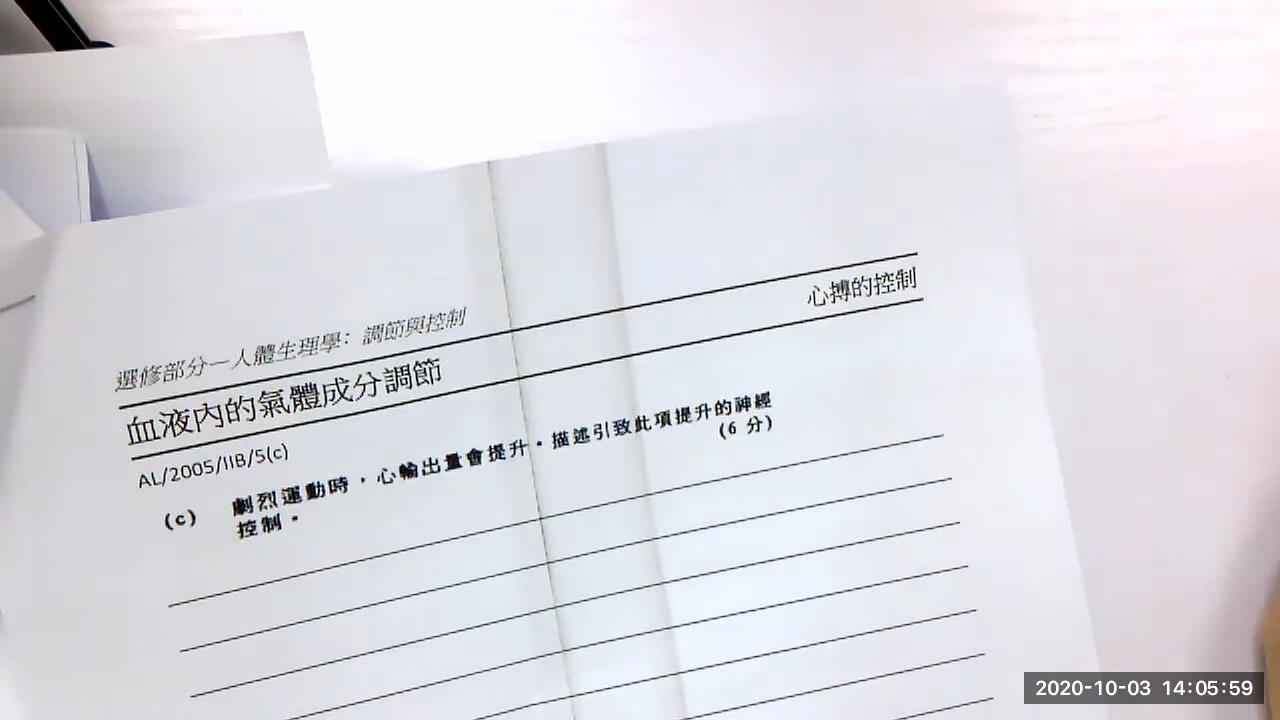 選修部分一人體生理學：調節與控制
心搏的控制
血液內的氣體成分調節
AL/2005/IIB/5(c)
(c) 劇烈運動時，心輸出量會提升。描述引致此項提升的神經
控制。 (6 分)
2020-10-03 14:05:59